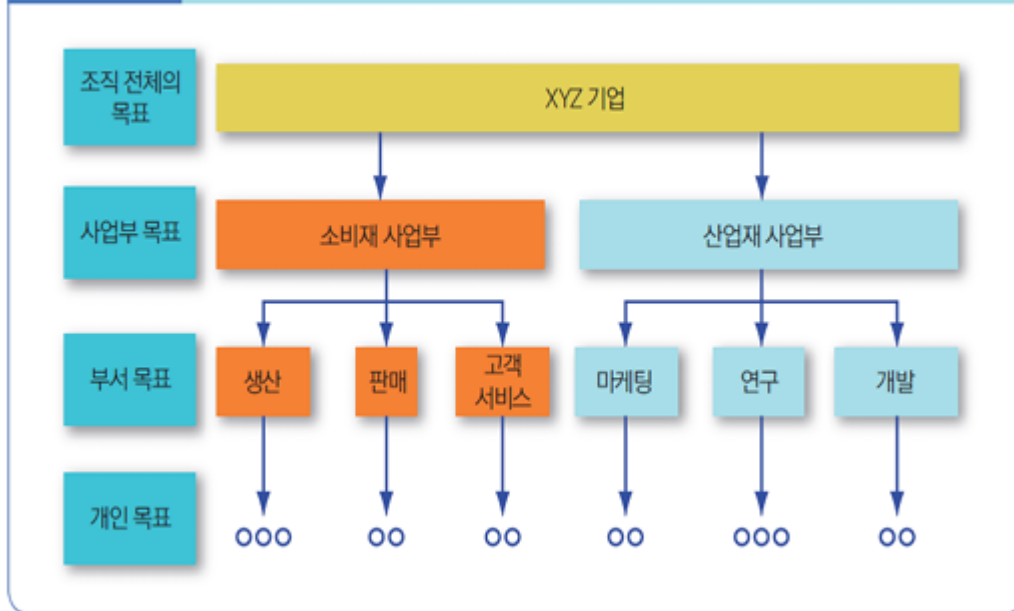 조직 전체의
목표
XYZ 기업
사업부 목표
소비재 사업부
산업재 사업부
부서 목표
생산
판매
고객
서비스
마케팅
연구
개발
개인 목표
OOO
OO
OO
OO
OOO
OO